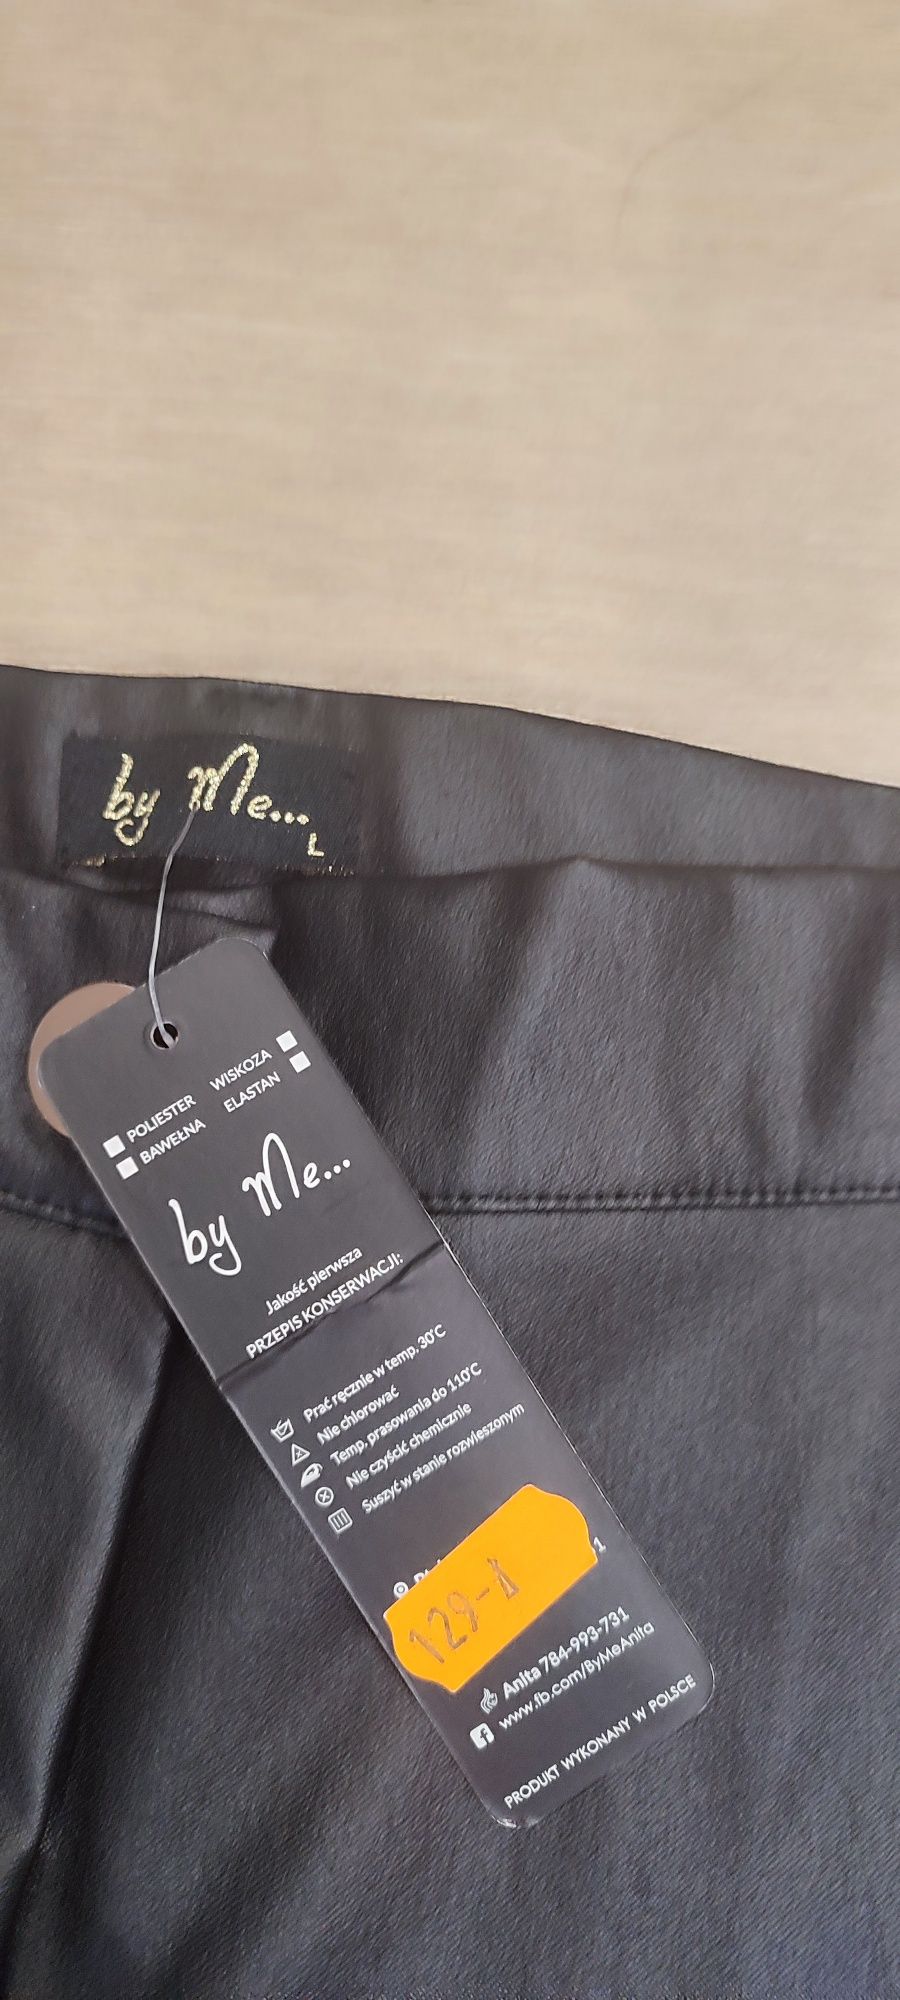 by Me...
L
POLIESTER WISKOZA
BAWEŁNA ELASTAN
by Me...
Jakość pierwsza
PRZEPIS KONSERWACJI:
Prać ręcznie w temp. 30°C
Nie chlorować
Temp. prasowania do 110°C
Nie czyścić chemicznie
Suszyć w stanie rozwieszonym
129-
Anita 784-993-731
www.fb.com/ByMeAnita
PRODUKT WYKONANY W POLSCE